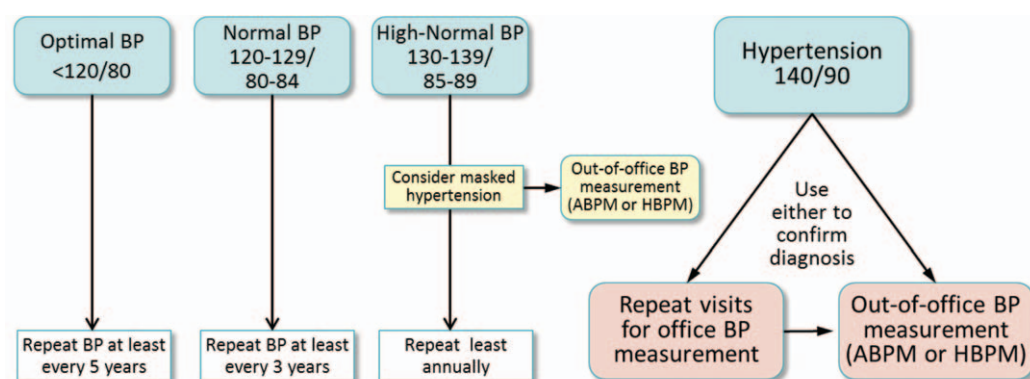 Optimal BP
<120/80
Normal BP
120-129/
80-84
High-Normal BP
130-139/
85-89
Hypertension
140/90
Consider masked
hypertension
Out-of-office BP
measurement
(ABPM or HBPM)
Use
either to
confirm
diagnosis
Repeat BP at least
every 5 years
Repeat BP at least
every 3 years
Repeat least
annually
Repeat visits
for office BP
measurement
Out-of-office BP
measurement
(ABPM or HBPM)